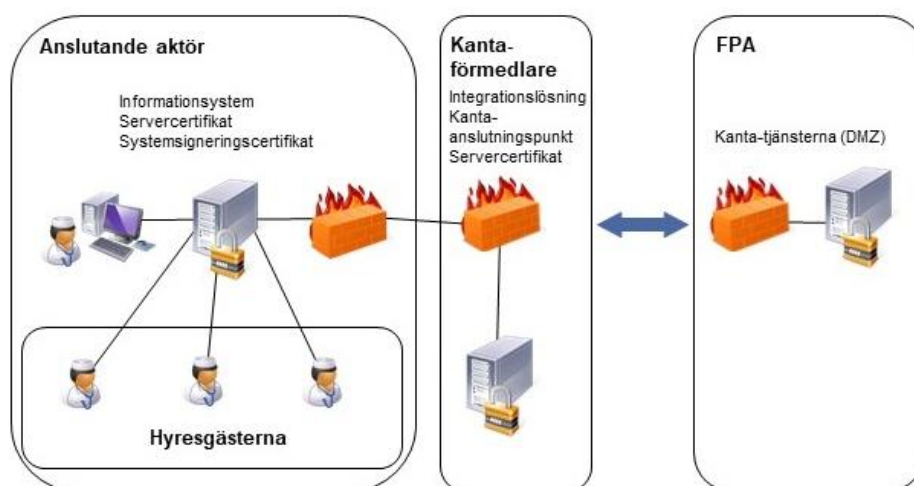 Anslutande aktör
Informationsystem
Servercertifikat
Systemsigneringscertifikat
Hyresgästerna
Kanta-
förmedlare
Integrationslösning
Kanta-
anslutningspunkt
Servercertifikat
FPA
Kanta-tjänsterna (DMZ)